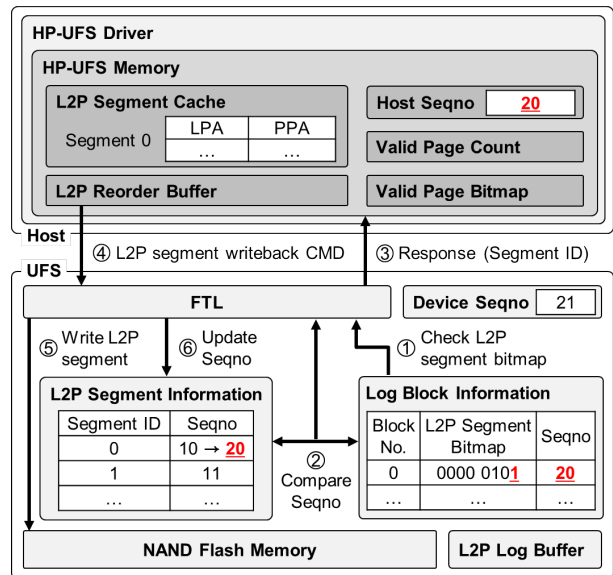 HP-UFS Driver
HP-UFS Memory
L2P Segment Cache
Segment 0
LPA PPA
... ...
Host Seqno 20
Valid Page Count
L2P Reorder Buffer
Valid Page Bitmap
Host
④ L2P segment writeback CMD
③ Response (Segment ID)
UFS
FTL
Device Seqno 21
⑤ Write L2P
segment
⑥ Update
Seqno
① Check L2P
segment bitmap
L2P Segment Information
Segment ID Seqno
0 10 → 20
1 11
... ...
② 
Compare
Seqno
Log Block Information
Block
No.
L2P Segment
Bitmap
Seqno
0 0000 0101 20
... ... ...
NAND Flash Memory
L2P Log Buffer